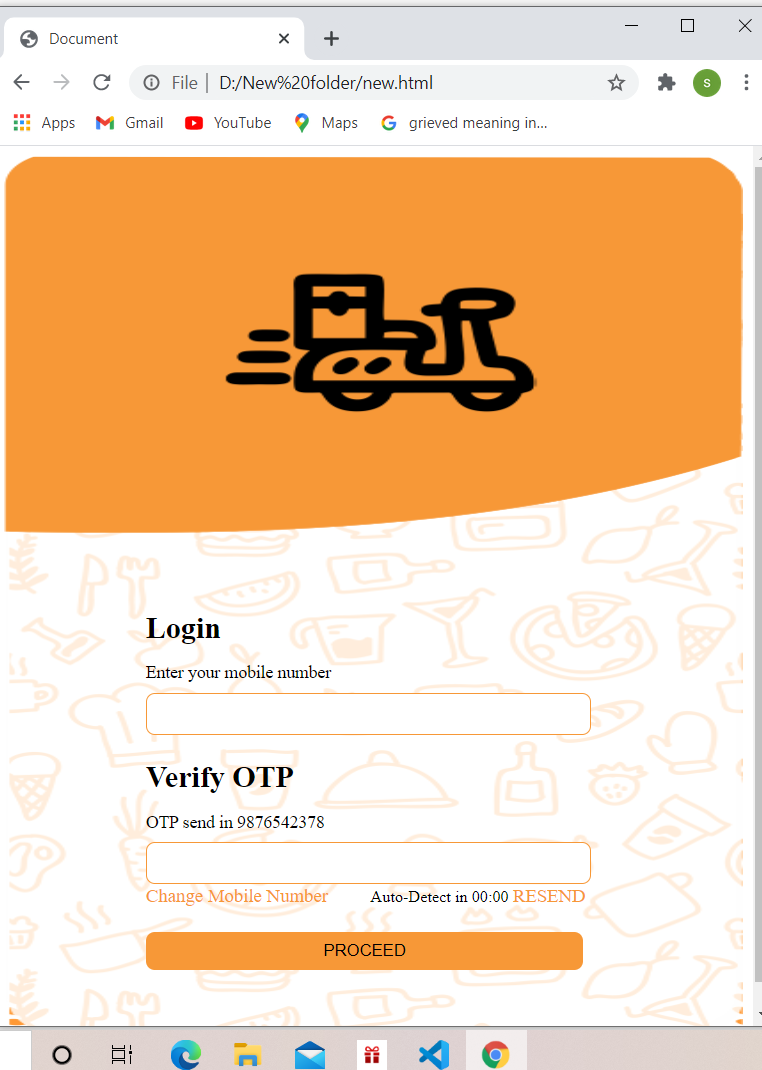 Document
File | D:/New%20folder/new.html
s
Apps Gmail YouTube Maps grieved meaning in...
Login
Enter your mobile number
Verify OTP
OTP send in 9876542378
Change Mobile Number Auto-Detect in 00:00 RESEND
PROCEED